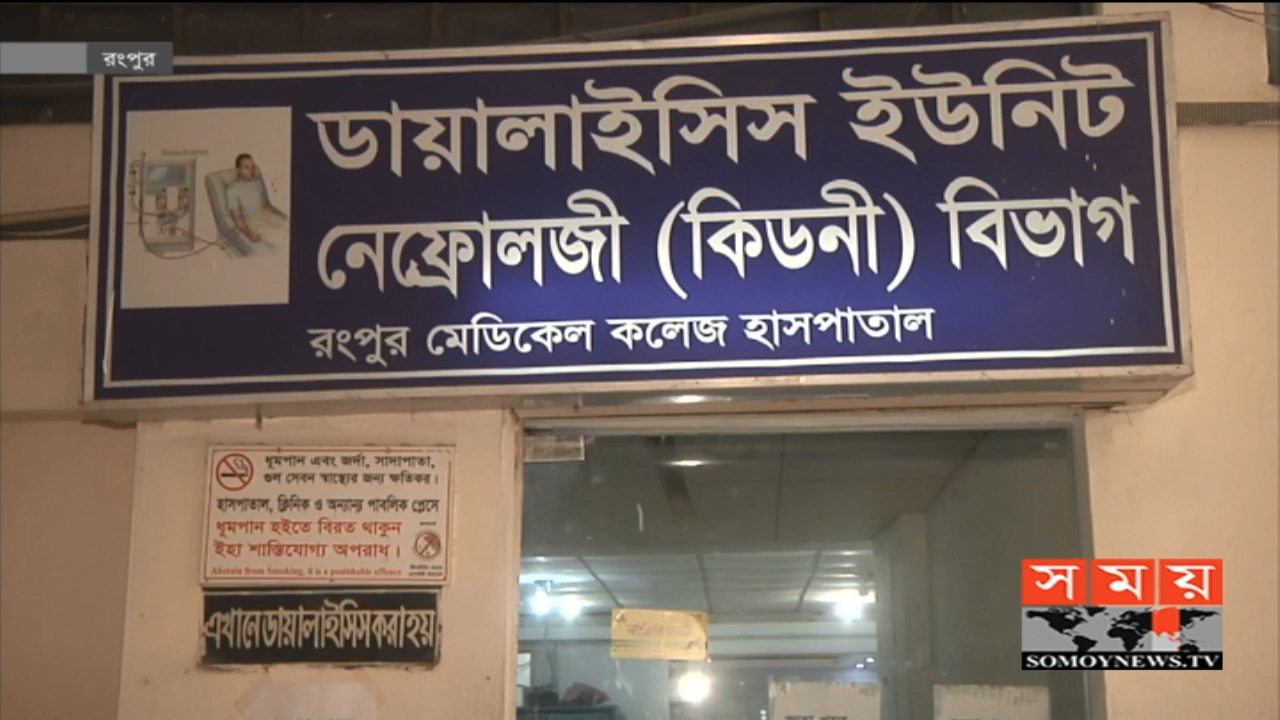 রংপুর
ডায়ালাইসিস ইউনিট
নেফ্রোলজী (কিডনী) বিভাগ
রংপুর মেডিকেল কলেজ হাসপাতাল
ধূমপান এবং জর্দা, সাদাপাতা,
গুল সেবন স্বাস্থ্যের জন্য ক্ষতিকর।
হাসপাতাল, ক্লিনিক ও অন্যান্য পাবলিক প্লেসে
ধূমপান হইতে বিরত থাকুন
ইহা শাস্তিযোগ্য অপরাধ।
Abstain from Smoking, it is a punishable offence
এখানে ডায়ালাইসিস করা হয়
সময়
SOMOYNEWS.TV